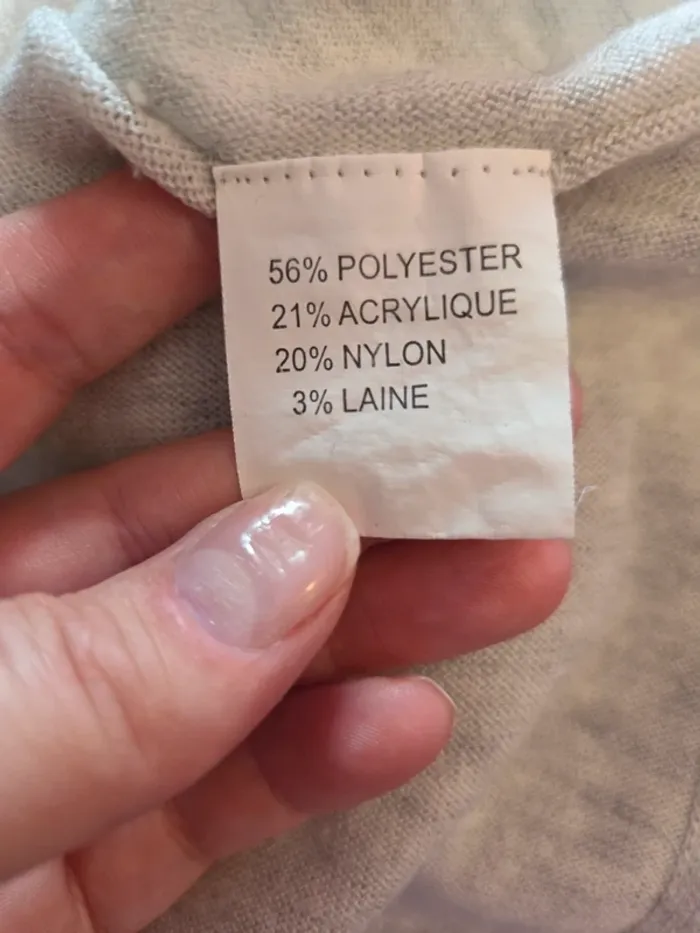 56% POLYESTER
21% ACRYLIQUE
20% NYLON
3% LAINE